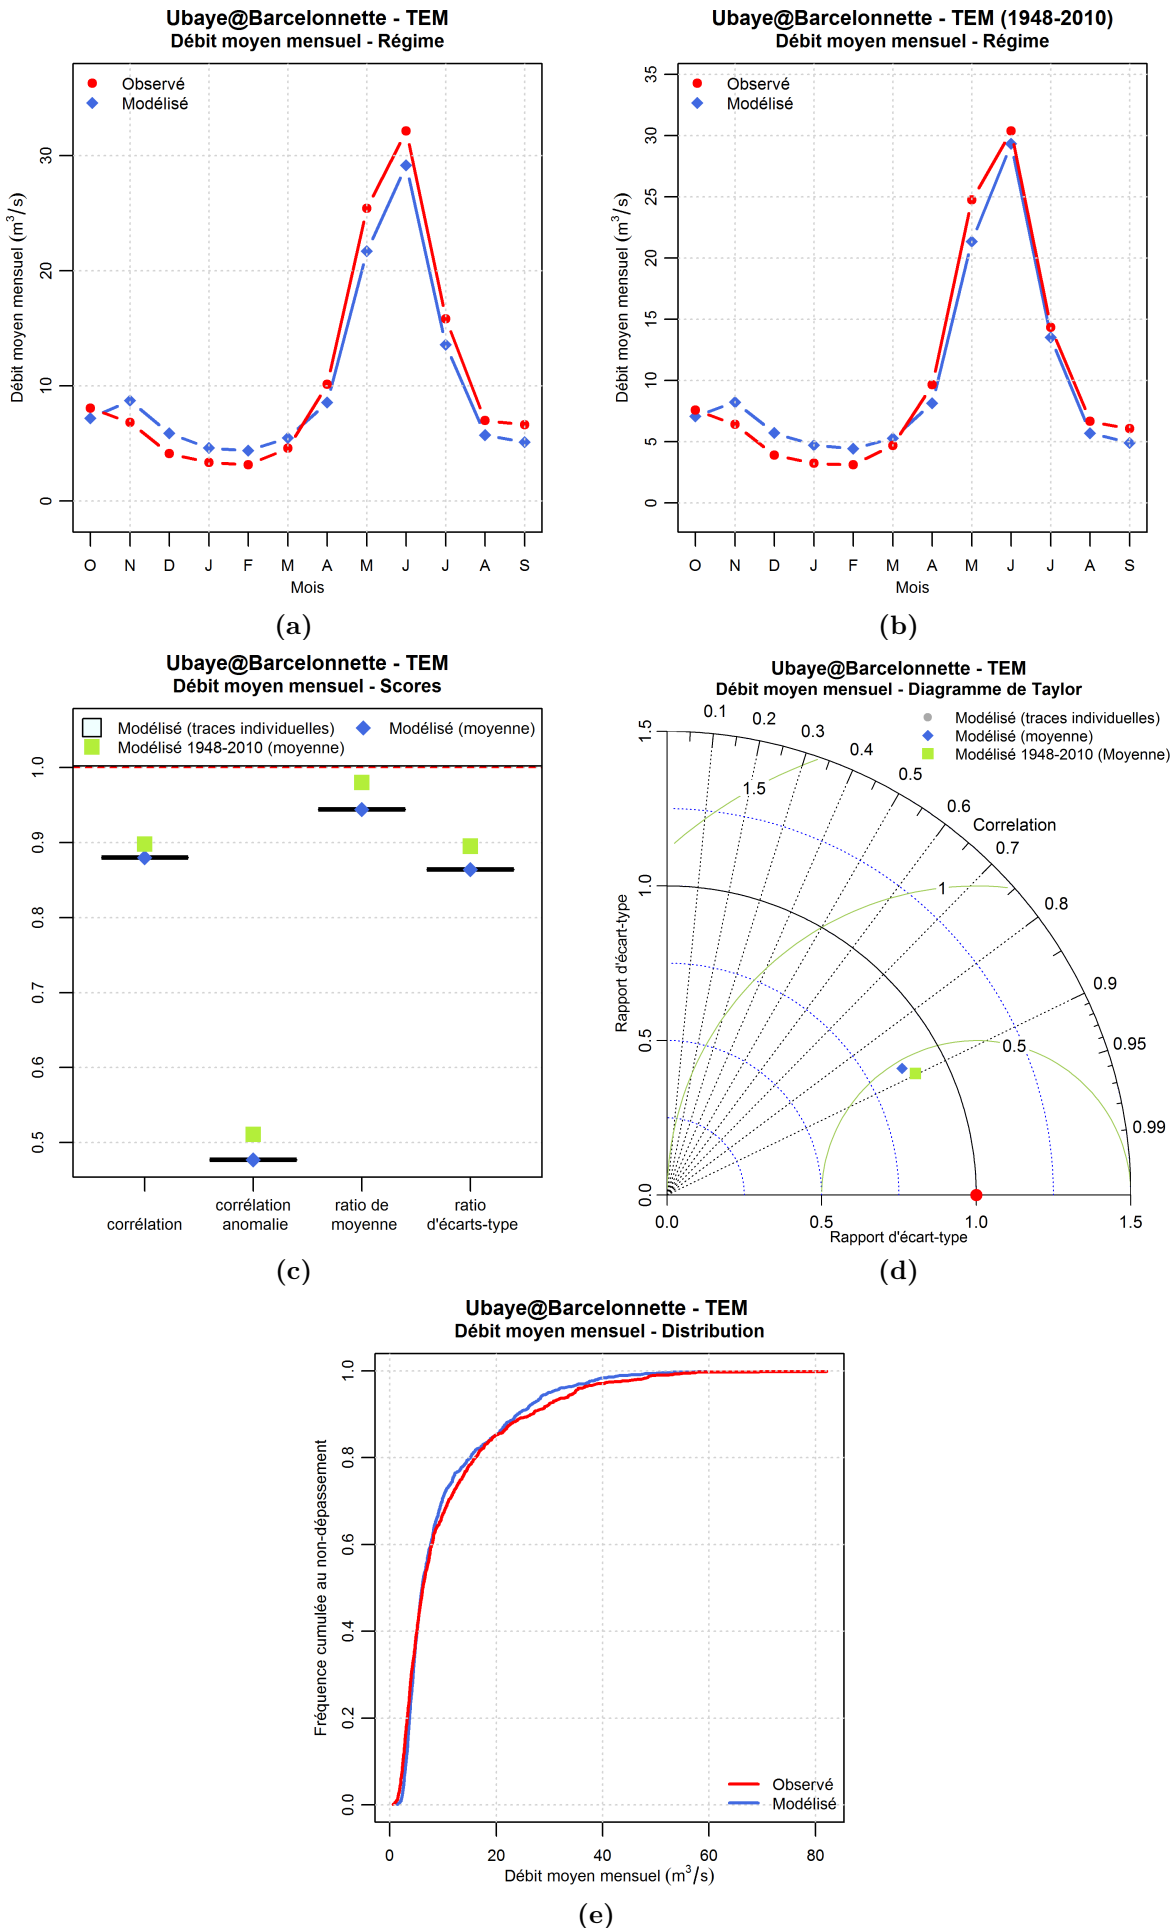 Ubaye@Barcelonnette - TEM
Débit moyen mensuel - Régime
Observé
Modélisé
Débit moyen mensuel (m³/s)
30
20
10
0
O N D J F M A M J J A S
Mois
(a)
Ubaye@Barcelonnette - TEM (1948-2010)
Débit moyen mensuel - Régime
Observé
Modélisé
Débit moyen mensuel (m³/s)
35
30
25
20
15
10
5
0
O N D J F M A M J J A S
Mois
(b)
Ubaye@Barcelonnette - TEM
Débit moyen mensuel - Scores
Modélisé (traces individuelles)
Modélisé (moyenne)
Modélisé 1948-2010 (moyenne)
1.0
0.9
0.8
0.7
0.6
0.5
corrélation
corrélation
anomalie
ratio de
moyenne
ratio
d'écarts-type
(c)
Ubaye@Barcelonnette - TEM
Débit moyen mensuel - Diagramme de Taylor
Modélisé (traces individuelles)
Modélisé (moyenne)
Modélisé 1948-2010 (Moyenne)
0.1
0.2
0.3
0.4
0.5
0.6
Correlation
0.7
0.8
0.9
0.95
0.99
1.5
1
0.5
Rapport d'écart-type
1.5
1.0
0.5
0.0
0.0 0.5 1.0 1.5
Rapport d'écart-type
(d)
Ubaye@Barcelonnette - TEM
Débit moyen mensuel - Distribution
Fréquence cumulée au non-dépassement
1.0
0.8
0.6
0.4
0.2
0.0
Observé
Modélisé
0 20 40 60 80
Débit moyen mensuel (m³/s)
(e)